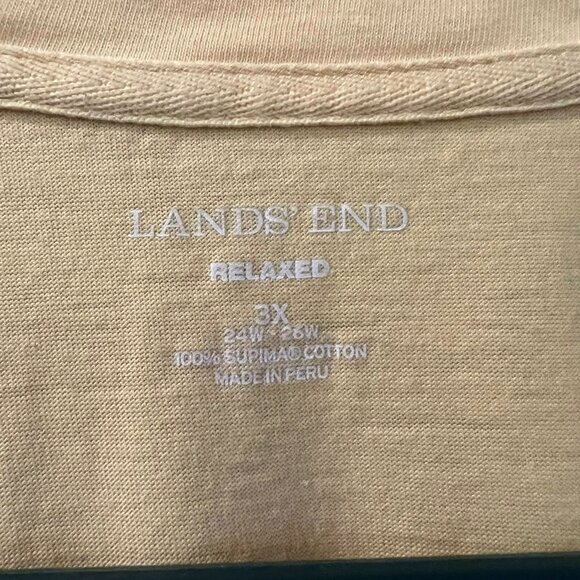 LANDS' END
RELAXED
3X
24W - 26W
100% SUPIMA® COTTON
MADE IN PERU